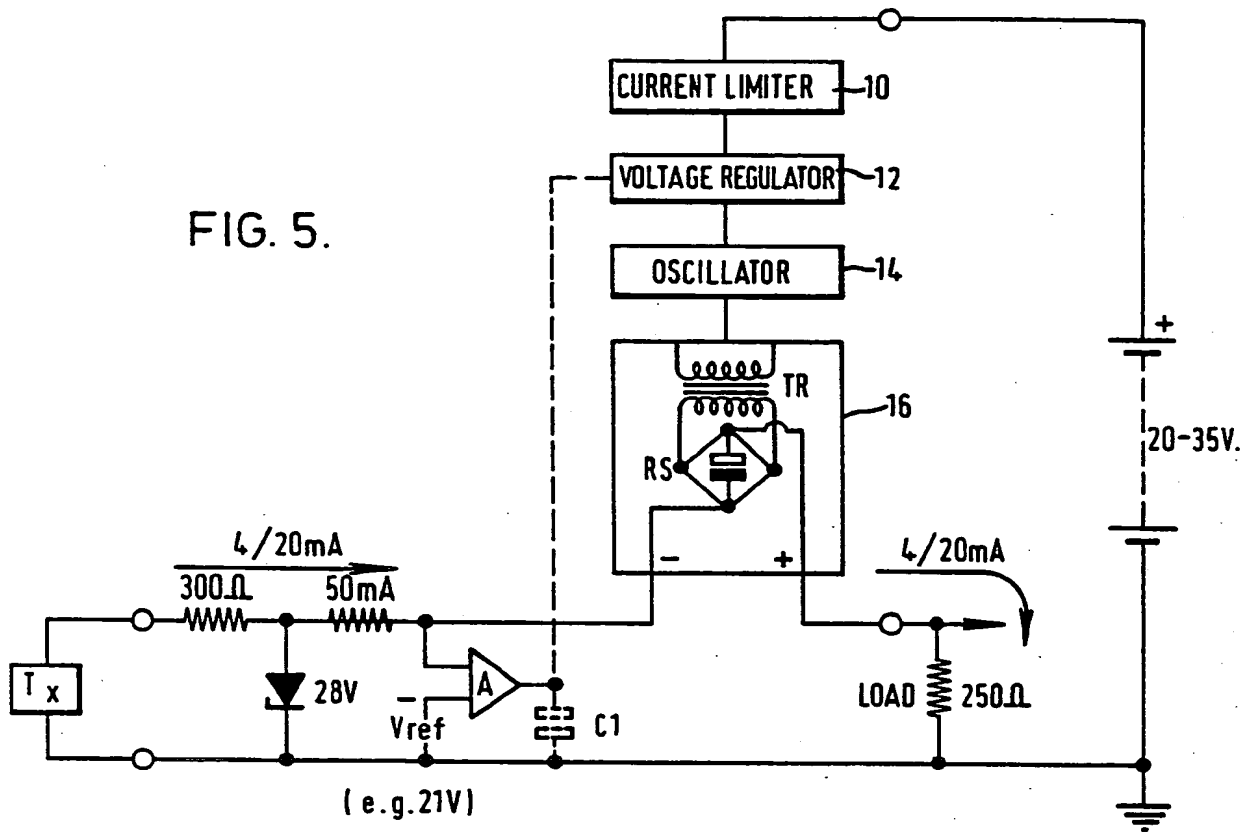 CURRENT LIMITER
10
VOLTAGE REGULATOR
12
FIG. 5.
OSCILLATOR
14
TR
16
+
20-35V.
RS
4/20mA
- +
4/20mA
300Ω
50mA
T x
28V
A
-
Vref
C1
LOAD
250Ω
(e.g.21V)